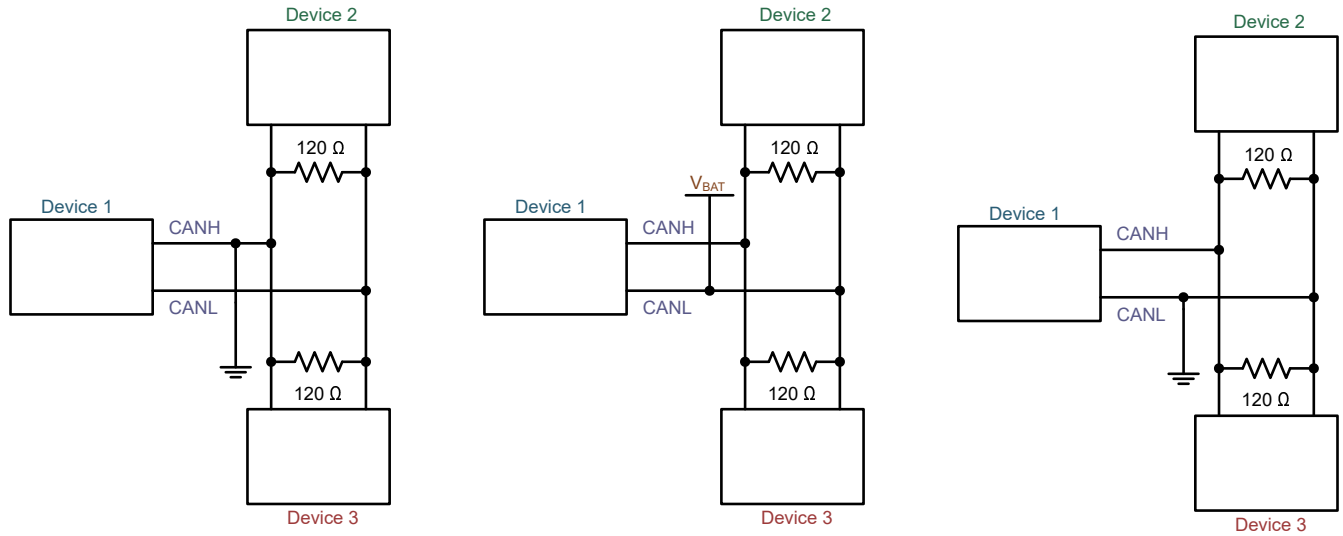 Device 2
120 Ω
Device 1
CANH
CANL
120 Ω
Device 3
Device 2
120 Ω
VBAT
Device 1
CANH
CANL
120 Ω
Device 3
Device 2
120 Ω
Device 1
CANH
CANL
120 Ω
Device 3